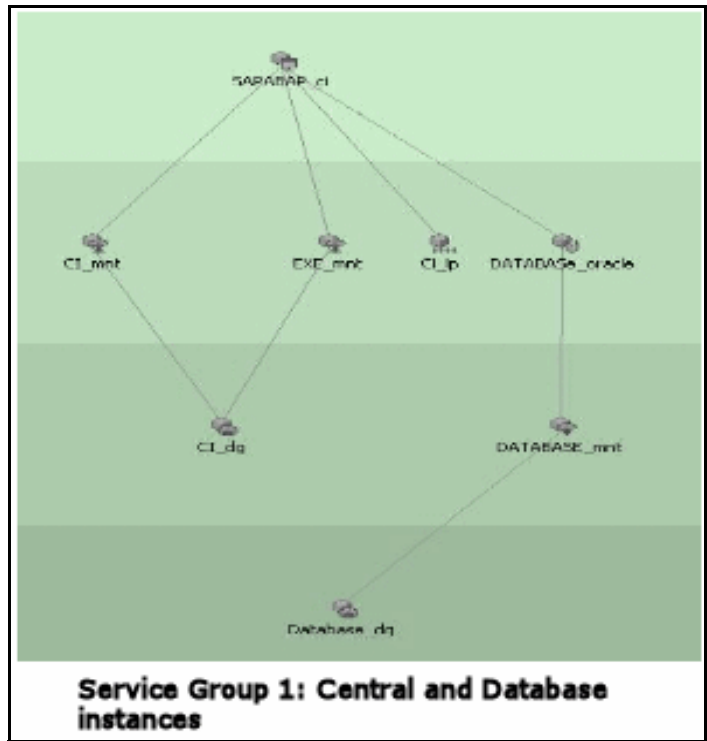 SAPABAP_ci
CI_mnt
EXE_mnt
CI_ip
DATABASe_oracle
CI_dg
DATABASE_mnt
Database_dg
Service Group 1: Central and Database
instances